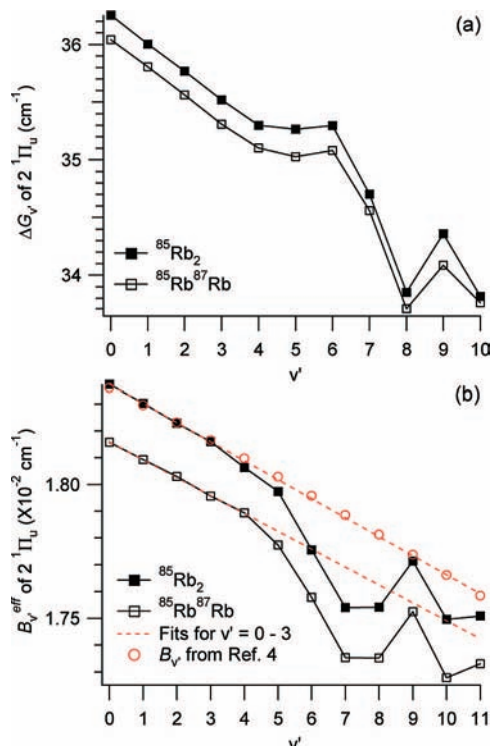 (a)
36
35
34
ΔG_v' of 2 ¹Π_u (cm⁻¹)
⁸⁵Rb₂
⁸⁵Rb⁸⁷Rb
0 1 2 3 4 5 6 7 8 9 10
v'
(b)
1.80
1.75
B_v'^eff of 2 ¹Π_u (X10⁻² cm⁻¹)
⁸⁵Rb₂
⁸⁵Rb⁸⁷Rb
Fits for v' = 0 - 3
B_v' from Ref. 4
0 1 2 3 4 5 6 7 8 9 10 11
v'